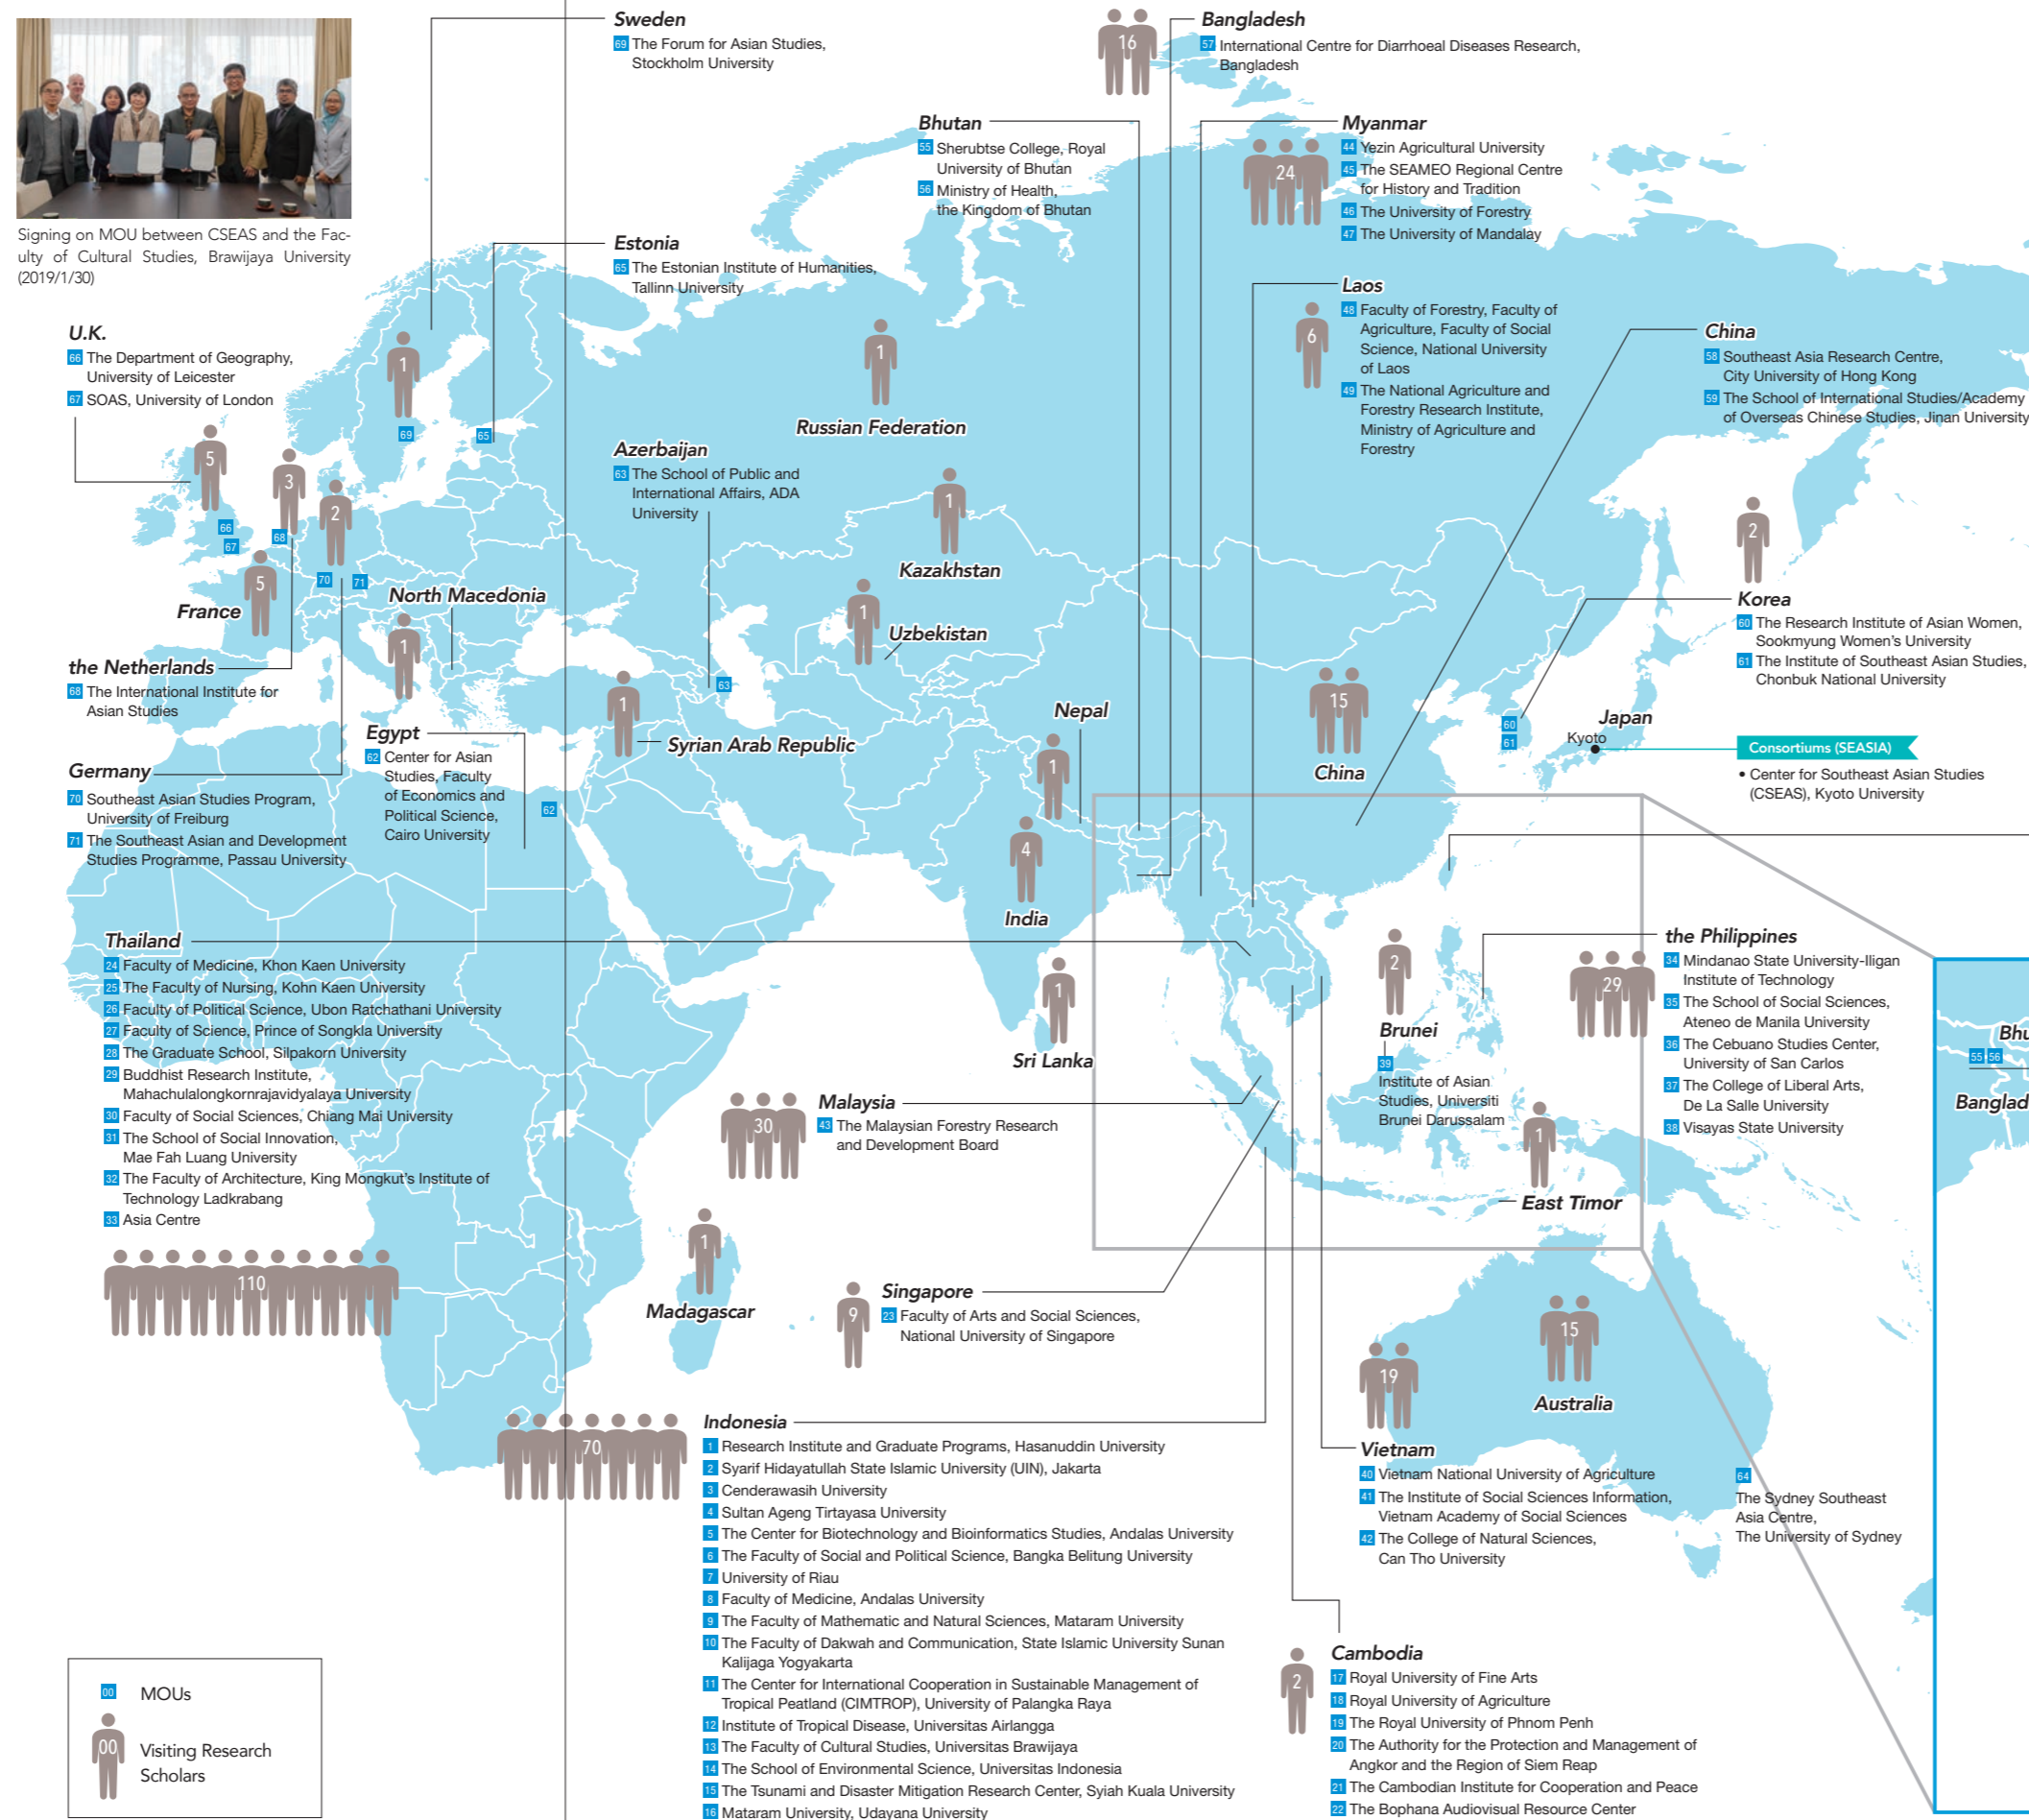 Signing on MOU between CSEAS and the Fac-
ulty of Cultural Studies, Brawijaya University
(2019/1/30)
Sweden
69 The Forum for Asian Studies,
Stockholm University
16
Bangladesh
57 International Centre for Diarrhoeal Diseases Research,
Bangladesh
Bhutan
55 Sherubtse College, Royal
University of Bhutan
56 Ministry of Health,
the Kingdom of Bhutan
24
Myanmar
44 Yezin Agricultural University
45 The SEAMEO Regional Centre
for History and Tradition
46 The University of Forestry
47 The University of Mandalay
Estonia
65 The Estonian Institute of Humanities,
Tallinn University
6
Laos
48 Faculty of Forestry, Faculty of
Agriculture, Faculty of Social
Science, National University
of Laos
49 The National Agriculture and
Forestry Research Institute,
Ministry of Agriculture and
Forestry
China
58 Southeast Asia Research Centre,
City University of Hong Kong
59 The School of International Studies/Academy
of Overseas Chinese Studies, Jinan University
U.K.
66 The Department of Geography,
University of Leicester
67 SOAS, University of London
1
69
65
1
Russian Federation
Azerbaijan
63 The School of Public and
International Affairs, ADA
University
5
3
2
66
67
68
70
71
5
France
1
Kazakhstan
1
Uzbekistan
North Macedonia
1
2
Korea
60 The Research Institute of Asian Women,
Sookmyung Women's University
61 The Institute of Southeast Asian Studies,
Chonbuk National University
the Netherlands
68 The International Institute for
Asian Studies
63
1
Syrian Arab Republic
Egypt
62 Center for Asian
Studies, Faculty
of Economics and
Political Science,
Cairo University
62
Nepal
1
15
China
60
61
Japan
Kyoto
Consortiums (SEASIA)
• Center for Southeast Asian Studies
(CSEAS), Kyoto University
Germany
70 Southeast Asian Studies Program,
University of Freiburg
71 The Southeast Asian and Development
Studies Programme, Passau University
4
India
1
Sri Lanka
Thailand
24 Faculty of Medicine, Khon Kaen University
25 The Faculty of Nursing, Kohn Kaen University
26 Faculty of Political Science, Ubon Ratchathani University
27 Faculty of Science, Prince of Songkla University
28 The Graduate School, Silpakorn University
29 Buddhist Research Institute,
Mahachulalongkornrajavidyalaya University
30 Faculty of Social Sciences, Chiang Mai University
31 The School of Social Innovation,
Mae Fah Luang University
32 The Faculty of Architecture, King Mongkut's Institute of
Technology Ladkrabang
33 Asia Centre
110
2
Brunei
39
Institute of Asian
Studies, Universiti
Brunei Darussalam
29
the Philippines
34 Mindanao State University-Iligan
Institute of Technology
35 The School of Social Sciences,
Ateneo de Manila University
36 The Cebuano Studies Center,
University of San Carlos
37 The College of Liberal Arts,
De La Salle University
38 Visayas State University
Bhu
55 56
Banglad
30
Malaysia
43 The Malaysian Forestry Research
and Development Board
1
East Timor
1
Madagascar
9
Singapore
23 Faculty of Arts and Social Sciences,
National University of Singapore
15
Australia
64
The Sydney Southeast
Asia Centre,
The University of Sydney
19
Vietnam
40 Vietnam National University of Agriculture
41 The Institute of Social Sciences Information,
Vietnam Academy of Social Sciences
42 The College of Natural Sciences,
Can Tho University
70
Indonesia
1 Research Institute and Graduate Programs, Hasanuddin University
2 Syarif Hidayatullah State Islamic University (UIN), Jakarta
3 Cenderawasih University
4 Sultan Ageng Tirtayasa University
5 The Center for Biotechnology and Bioinformatics Studies, Andalas University
6 The Faculty of Social and Political Science, Bangka Belitung University
7 University of Riau
8 Faculty of Medicine, Andalas University
9 The Faculty of Mathematic and Natural Sciences, Mataram University
10 The Faculty of Dakwah and Communication, State Islamic University Sunan
Kalijaga Yogyakarta
11 The Center for International Cooperation in Sustainable Management of
Tropical Peatland (CIMTROP), University of Palangka Raya
12 Institute of Tropical Disease, Universitas Airlangga
13 The Faculty of Cultural Studies, Universitas Brawijaya
14 The School of Environmental Science, Universitas Indonesia
15 The Tsunami and Disaster Mitigation Research Center, Syiah Kuala University
16 Mataram University, Udayana University
2
Cambodia
17 Royal University of Fine Arts
18 Royal University of Agriculture
19 The Royal University of Phnom Penh
20 The Authority for the Protection and Management of
Angkor and the Region of Siem Reap
21 The Cambodian Institute for Cooperation and Peace
22 The Bophana Audiovisual Resource Center
00 MOUs
00 Visiting Research
Scholars